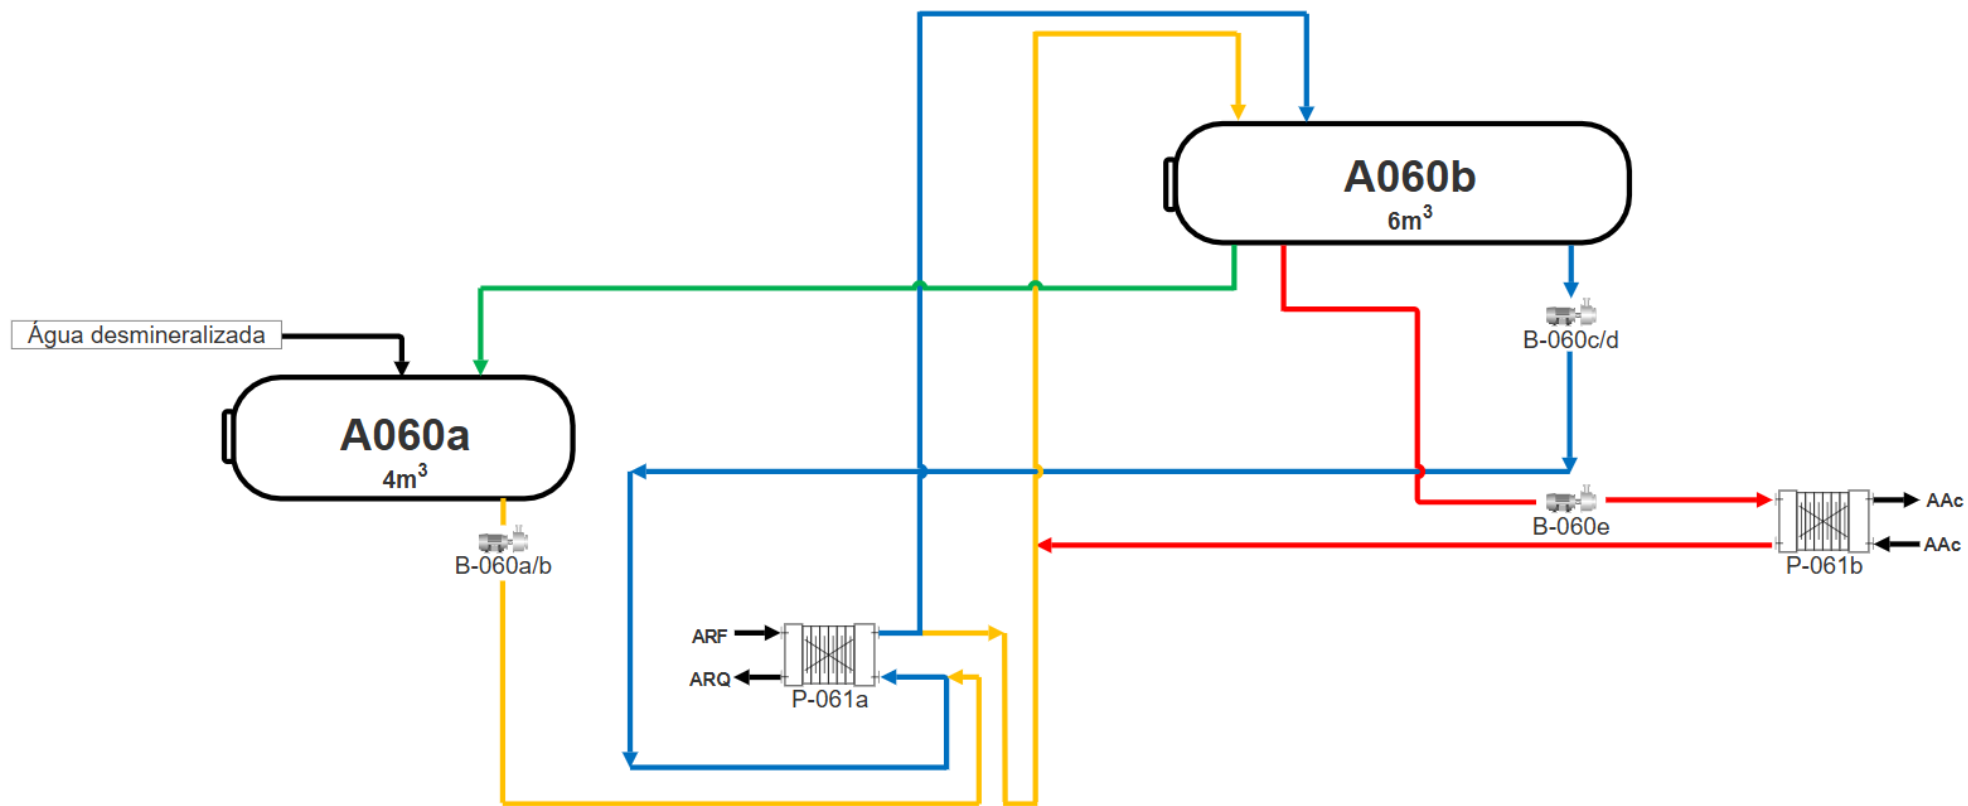 A060b
6m³
Água desmineralizada
B-060c/d
A060a
4m³
AAc
B-060e
AAc
B-060a/b
P-061b
ARF
ARQ
P-061a